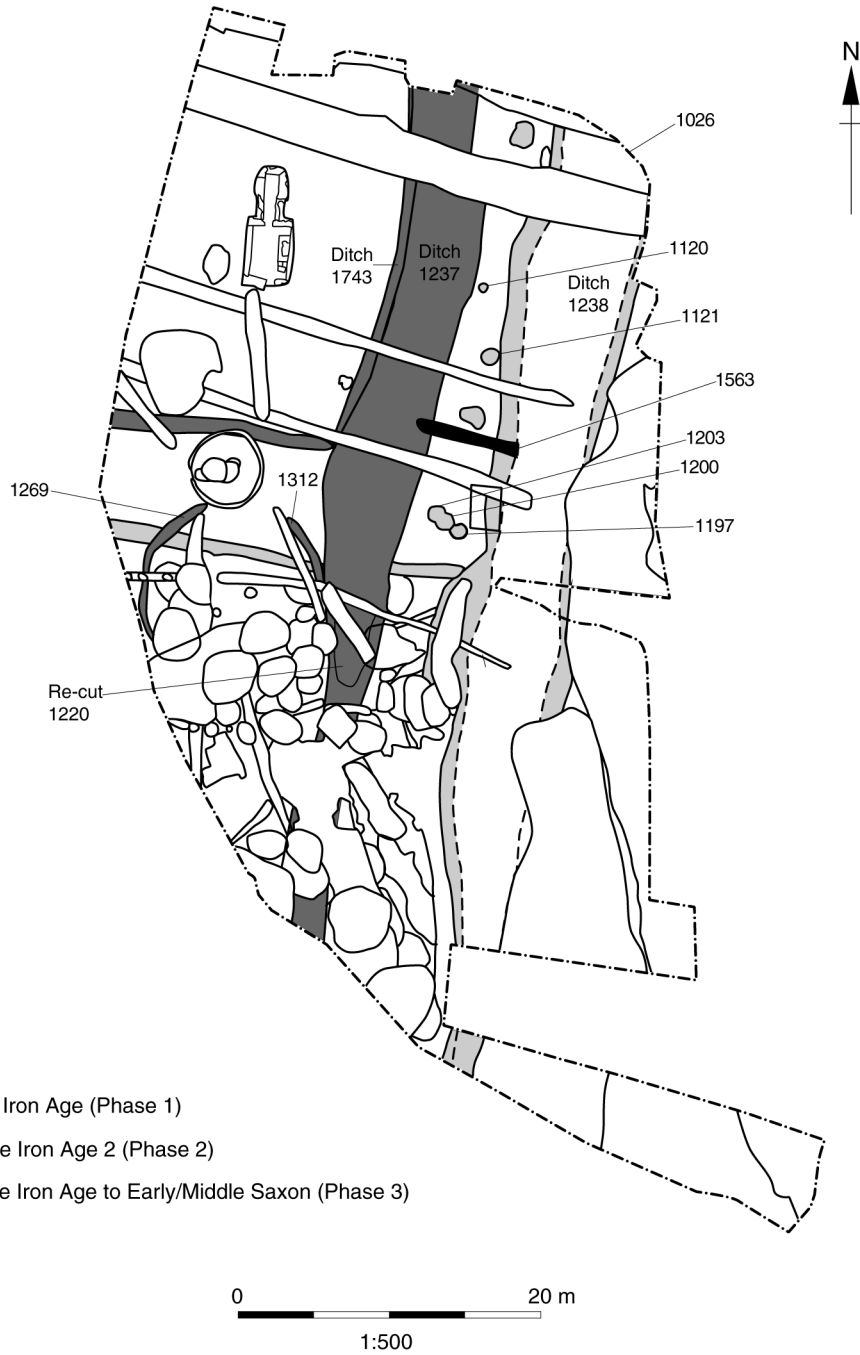 N
1026
Ditch
1743
Ditch
1237
1120
Ditch
1238
1121
1563
1203
1200
1312
1269
1197
Re-cut
1220
Iron Age (Phase 1)
e Iron Age 2 (Phase 2)
e Iron Age to Early/Middle Saxon (Phase 3)
0
20 m
1:500